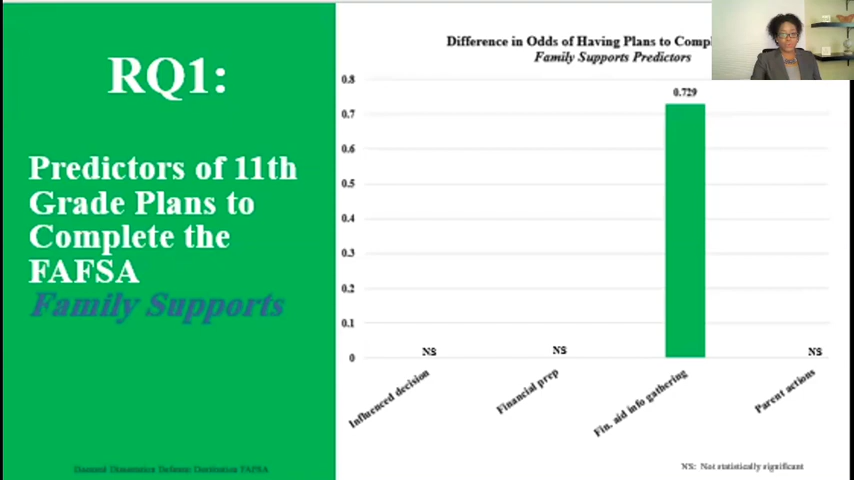 RQ1:
Predictors of 11th
Grade Plans to
Complete the
FAFSA
Family Supports
Difference in Odds of Having Plans to
Family Supports Predictors
0.8
0.7
0.6
0.5
0.4
0.3
0.2
0.1
0
0.729
NS
NS
NS
Influenced decision
Financial prep
Fin. aid info gathering
Parent actions
NS: Not statistically significant
FAFSA